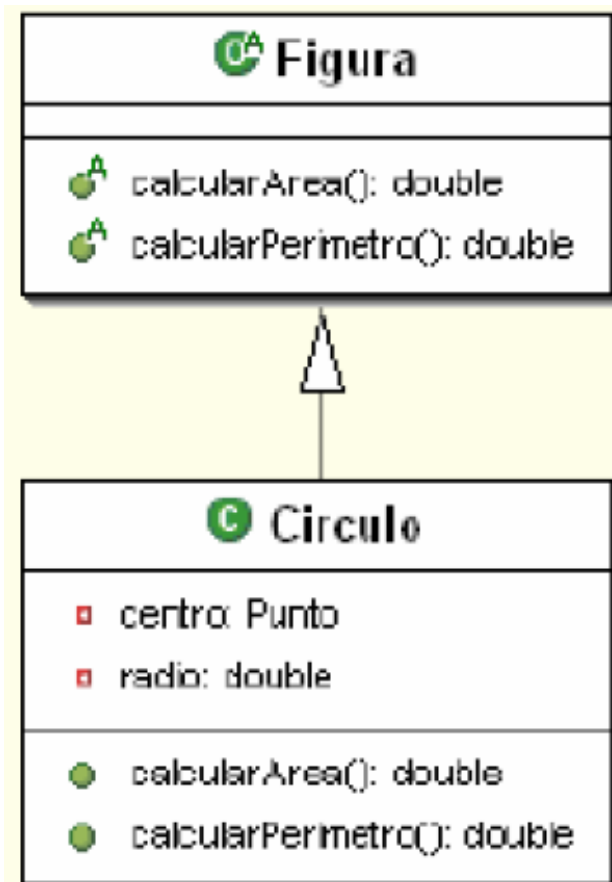 Figura
calcularArea(): double
calcularPerimetro(): double
Circulo
centro: Punto
radio: double
calcularArea(): double
calcularPerimetro(): double